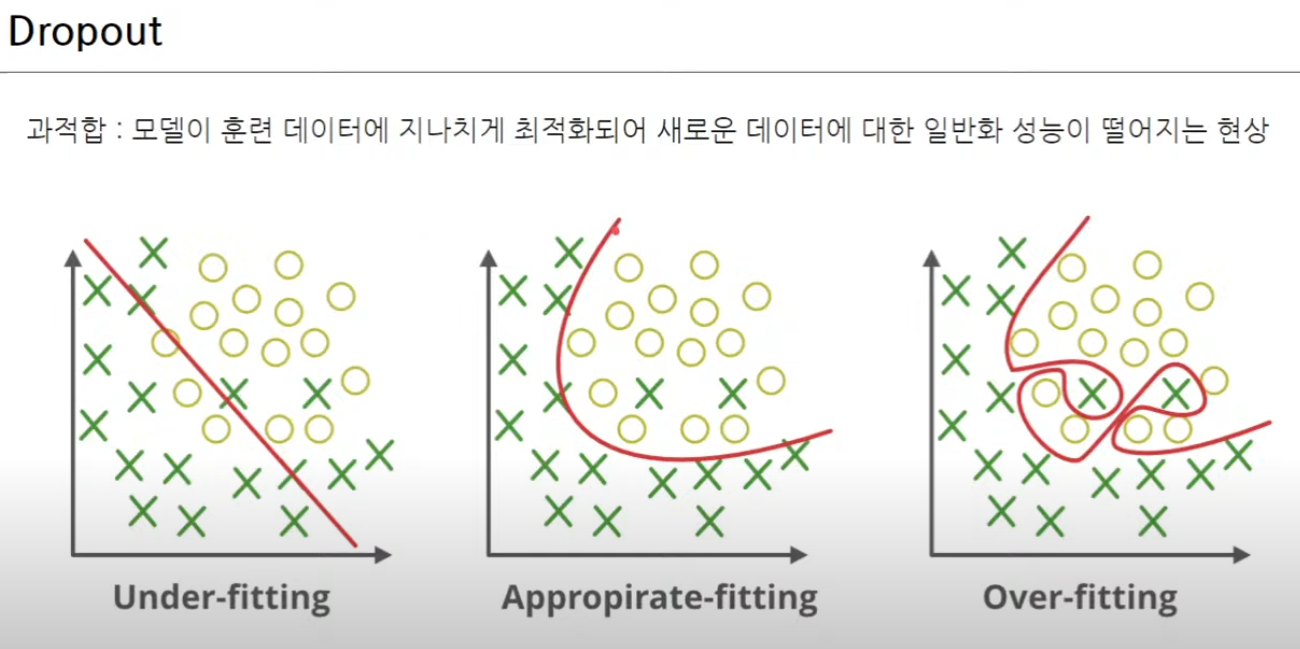 Dropout
과적합 : 모델이 훈련 데이터에 지나치게 최적화되어 새로운 데이터에 대한 일반화 성능이 떨어지는 현상
Under-fitting
Appropirate-fitting
Over-fitting